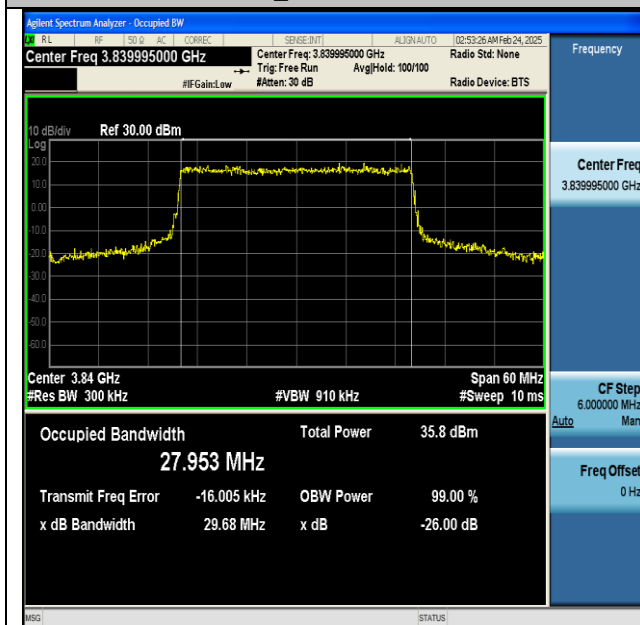 Agilent Spectrum Analyzer - Occupied BW
LXI RL RF 50 Ω AC CORREC SENSE:INT ALIGN AUTO 02:53:26 AM Feb 24, 2025
Center Freq 3.839995000 GHz Center Freq: 3.839995000 GHz Radio Std: None
Trig: Free Run Avg|Hold: 100/100
#IFGain:Low #Atten: 30 dB Radio Device: BTS
10 dB/div Ref 30.00 dBm
Log
20.0
10.0
0.00
-10.0
-20.0
-30.0
-40.0
-50.0
-60.0
Center 3.84 GHz Span 60 MHz
#Res BW 300 kHz #VBW 910 kHz #Sweep 10 ms
Occupied Bandwidth Total Power 35.8 dBm
27.953 MHz
Transmit Freq Error -16.005 kHz OBW Power 99.00 %
x dB Bandwidth 29.68 MHz x dB -26.00 dB
MSG STATUS
Frequency
Center Freq
3.839995000 GHz
CF Step
6.000000 MHz
Auto Man
Freq Offset
0 Hz